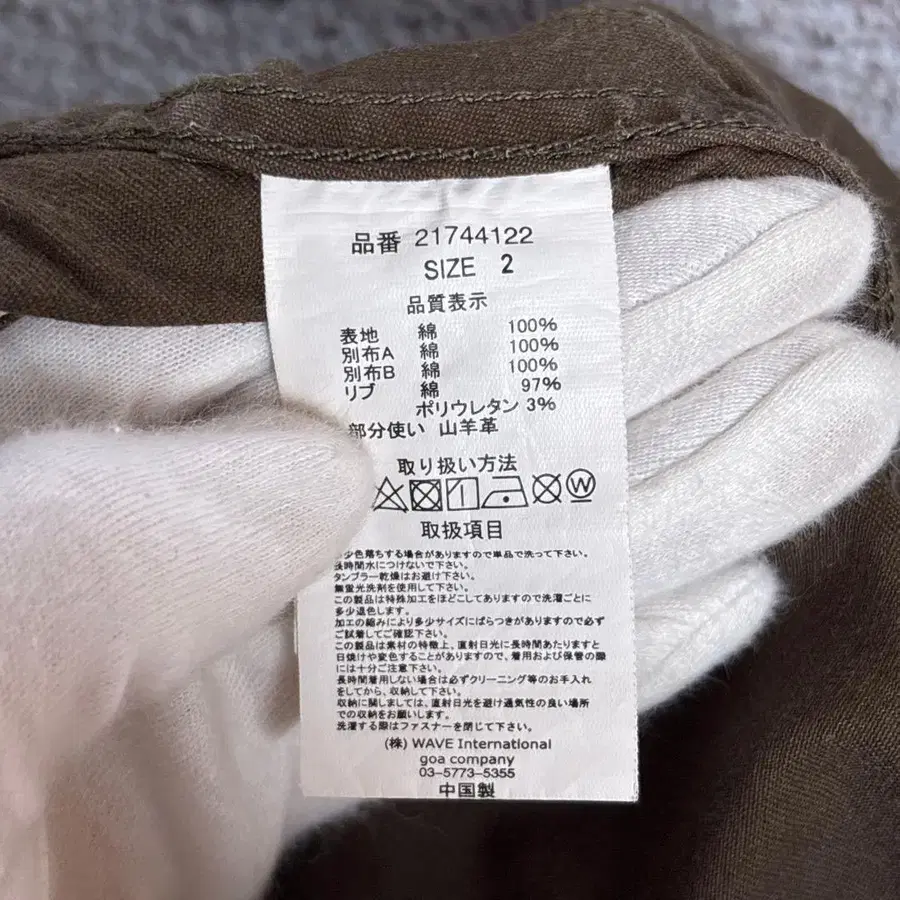 品番 21744122
SIZE 2
品質表示
表地 綿 100%
別布A 綿 100%
別布B 綿 100%
リブ 綿 97%
ポリウレタン 3%
部分使い 山羊革
取り扱い方法
W
取扱項目
少色落ちする場合がありますので単品で洗って下さい。
長時間水につけないで下さい。
タンブラー乾燥はお避け下さい。
無蛍光洗剤を使用して下さい。
この製品は特殊加工をほどこしてありますので洗濯ごとに
多少退色します。
加工の縮みにより多少サイズにばらつきがありますので必ず
ご試着してご確認下さい。
この製品は素材の特徴上、直射日光に長時間あたりますと
日焼けや変色することがありますので、着用および保管の際
には十分ご注意下さい。
長時間着用しない場合は必ずクリーニング等のお手入れ
をしてから、収納して下さい。
収納に関しましては、直射日光を避け通気性の良い場所
での収納をお願いします。
洗濯する際はファスナーを閉じて下さい。
(株) WAVE International
goa company
03-5773-5355
中国製